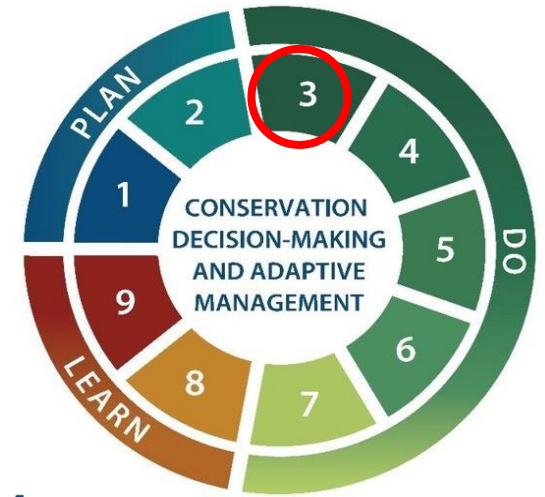 PLAN
DO
LEARN
1
2
3
4
5
6
7
8
9
CONSERVATION
DECISION-MAKING
AND ADAPTIVE
MANAGEMENT